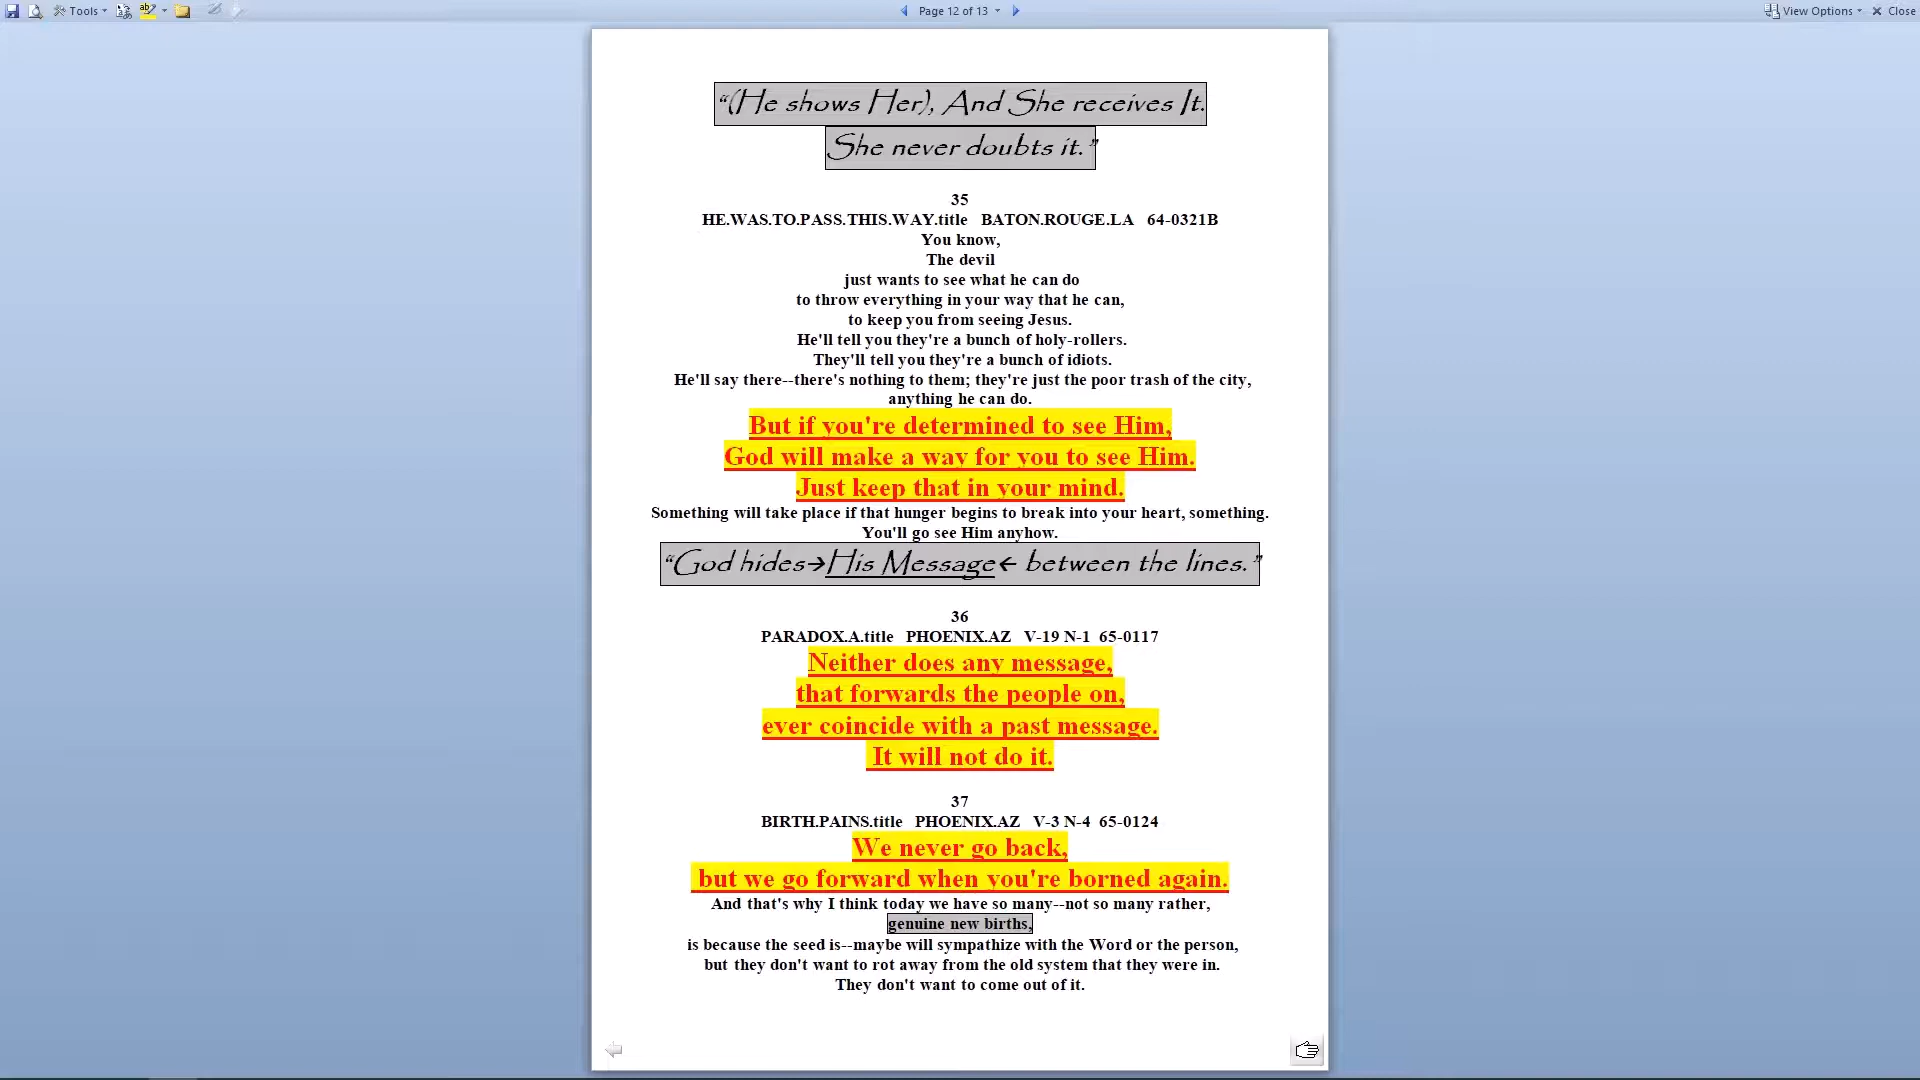 Tools
Page 12 of 13
View Options
Close
“(He shows Her), And She receives It.
She never doubts it.”
35
HE.WAS.TO.PASS.THIS.WAY.title BATON.ROUGE.LA 64-0321B
You know,
The devil
just wants to see what he can do
to throw everything in your way that he can,
to keep you from seeing Jesus.
He'll tell you they're a bunch of holy-rollers.
They'll tell you they're a bunch of idiots.
He'll say there--there's nothing to them; they're just the poor trash of the city,
anything he can do.
But if you're determined to see Him,
God will make a way for you to see Him.
Just keep that in your mind.
Something will take place if that hunger begins to break into your heart, something.
You'll go see Him anyhow.
“God hides→His Message← between the lines.”
36
PARADOX.A.title PHOENIX.AZ V-19 N-1 65-0117
Neither does any message,
that forwards the people on,
ever coincide with a past message.
It will not do it.
37
BIRTH.PAINS.title PHOENIX.AZ V-3 N-4 65-0124
We never go back,
but we go forward when you're borned again.
And that's why I think today we have so many--not so many rather,
genuine new births,
is because the seed is--maybe will sympathize with the Word or the person,
but they don't want to rot away from the old system that they were in.
They don't want to come out of it.